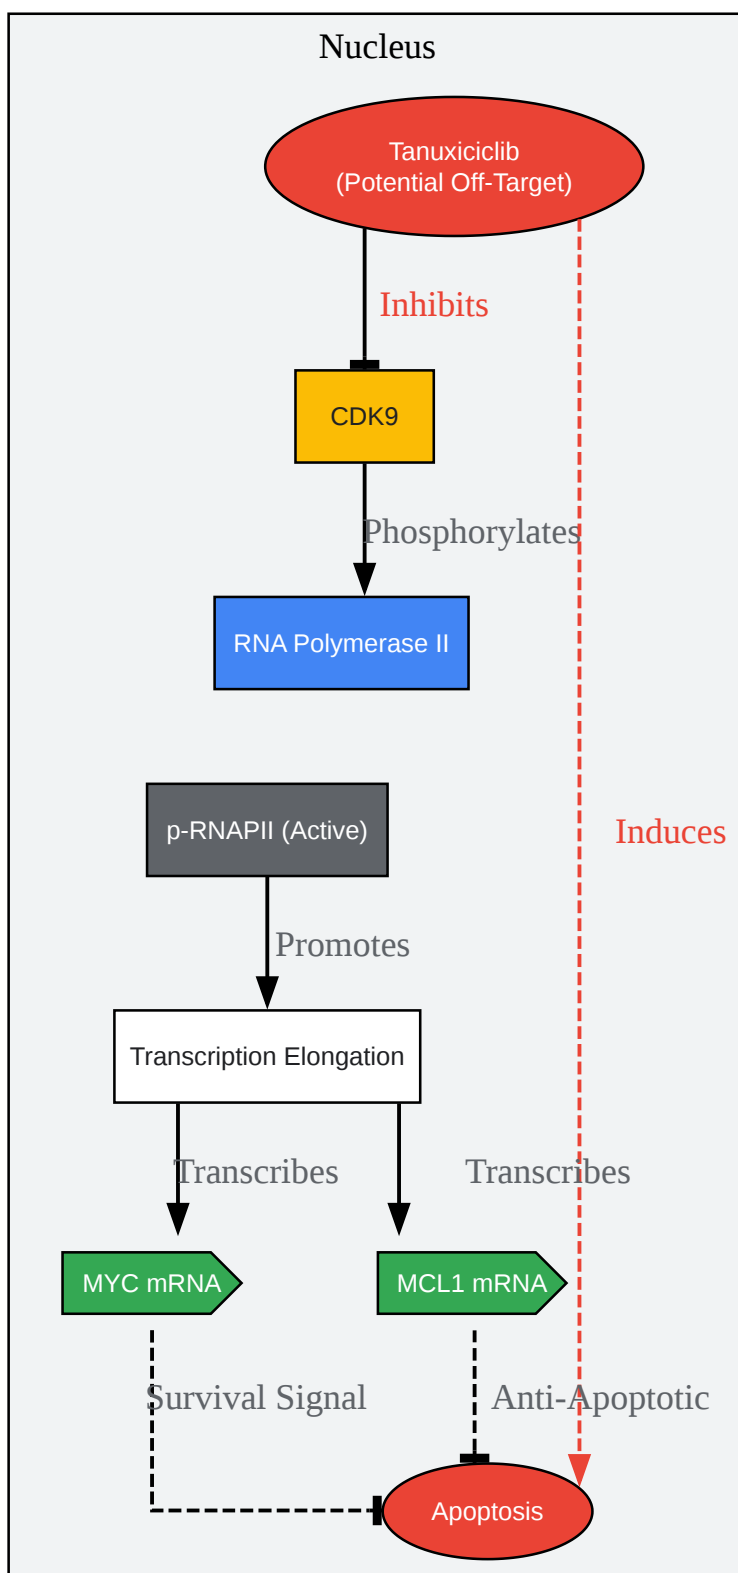 Nucleus
Tanuxiciclib
(Potential Off-Target)
Inhibits
CDK9
Phosphorylates
RNA Polymerase II
p-RNAPII (Active)
Induces
Promotes
Transcription Elongation
Transcribes
Transcribes
MYC mRNA
MCL1 mRNA
Survival Signal
Anti-Apoptotic
Apoptosis